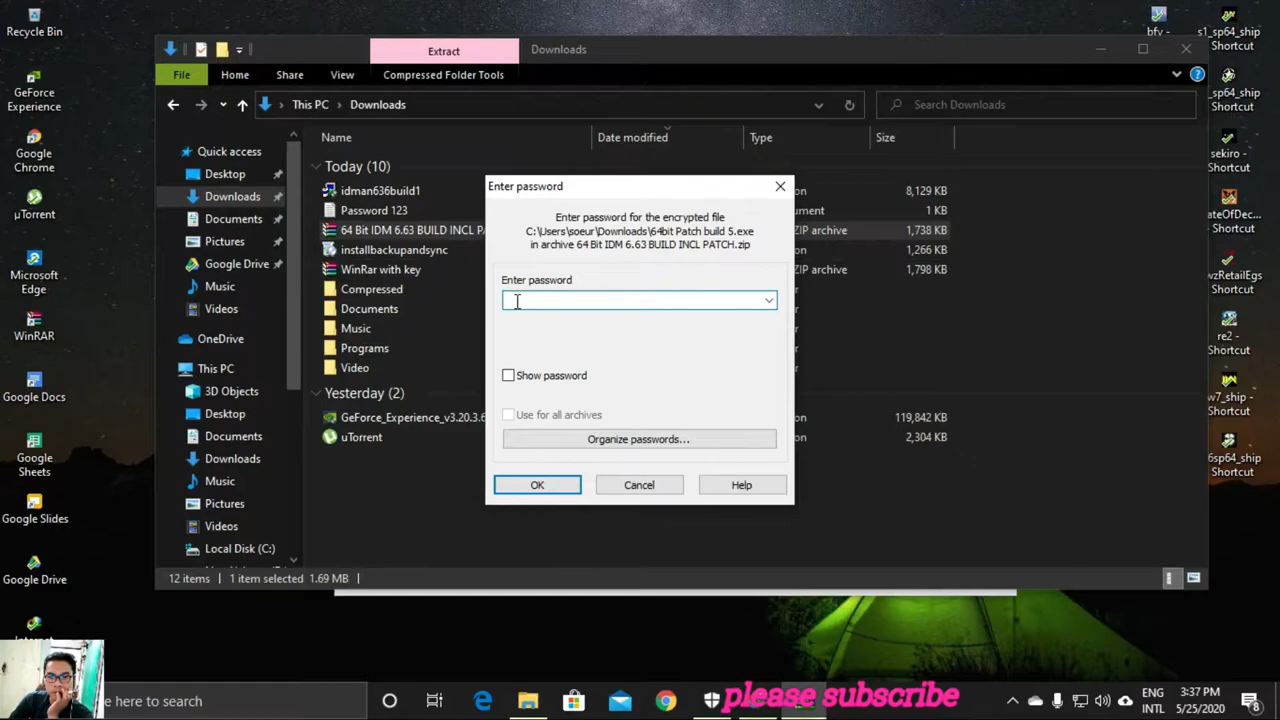 Recycle Bin
GeForce
Experience
Google
Chrome
µTorrent
Microsoft
Edge
WinRAR
Google Docs
Google
Sheets
Google Slides
Google Drive
Extract
Downloads
File
Home
Share
View
Compressed Folder Tools
This PC
Downloads
Search Downloads
Quick access
Desktop
Downloads
Documents
Pictures
Google Drive
Music
Videos
OneDrive
This PC
3D Objects
Desktop
Documents
Downloads
Music
Pictures
Videos
Local Disk (C:)
Name
Date modified
Type
Size
Today (10)
idman636build1
on
8,129 KB
Password 123
ument
1 KB
64 Bit IDM 6.63 BUILD INCL PA
ZIP archive
1,738 KB
installbackupandsync
on
1,266 KB
WinRar with key
ZIP archive
1,798 KB
Compressed
Documents
Music
Programs
Video
Yesterday (2)
GeForce_Experience_v3.20.3.6
on
119,842 KB
uTorrent
on
2,304 KB
12 items
1 item selected
1.69 MB
Enter password
Enter password for the encrypted file
C:\Users\soeur\Downloads\64bit Patch build 5.exe
in archive 64 Bit IDM 6.63 BUILD INCL PATCH.zip
Enter password
Show password
Use for all archives
Organize passwords...
OK
Cancel
Help
bfv -
s1_sp64_ship
Shortcut
_sp64_ship
Shortcut
sekiro -
Shortcut
ateOfDec...
wzRetailEgs
Shortcut
re2 -
Shortcut
w7_ship -
Shortcut
6sp64_ship
Shortcut
here to search
please subscribe
ENG
INTL
3:37 PM
5/25/2020
8